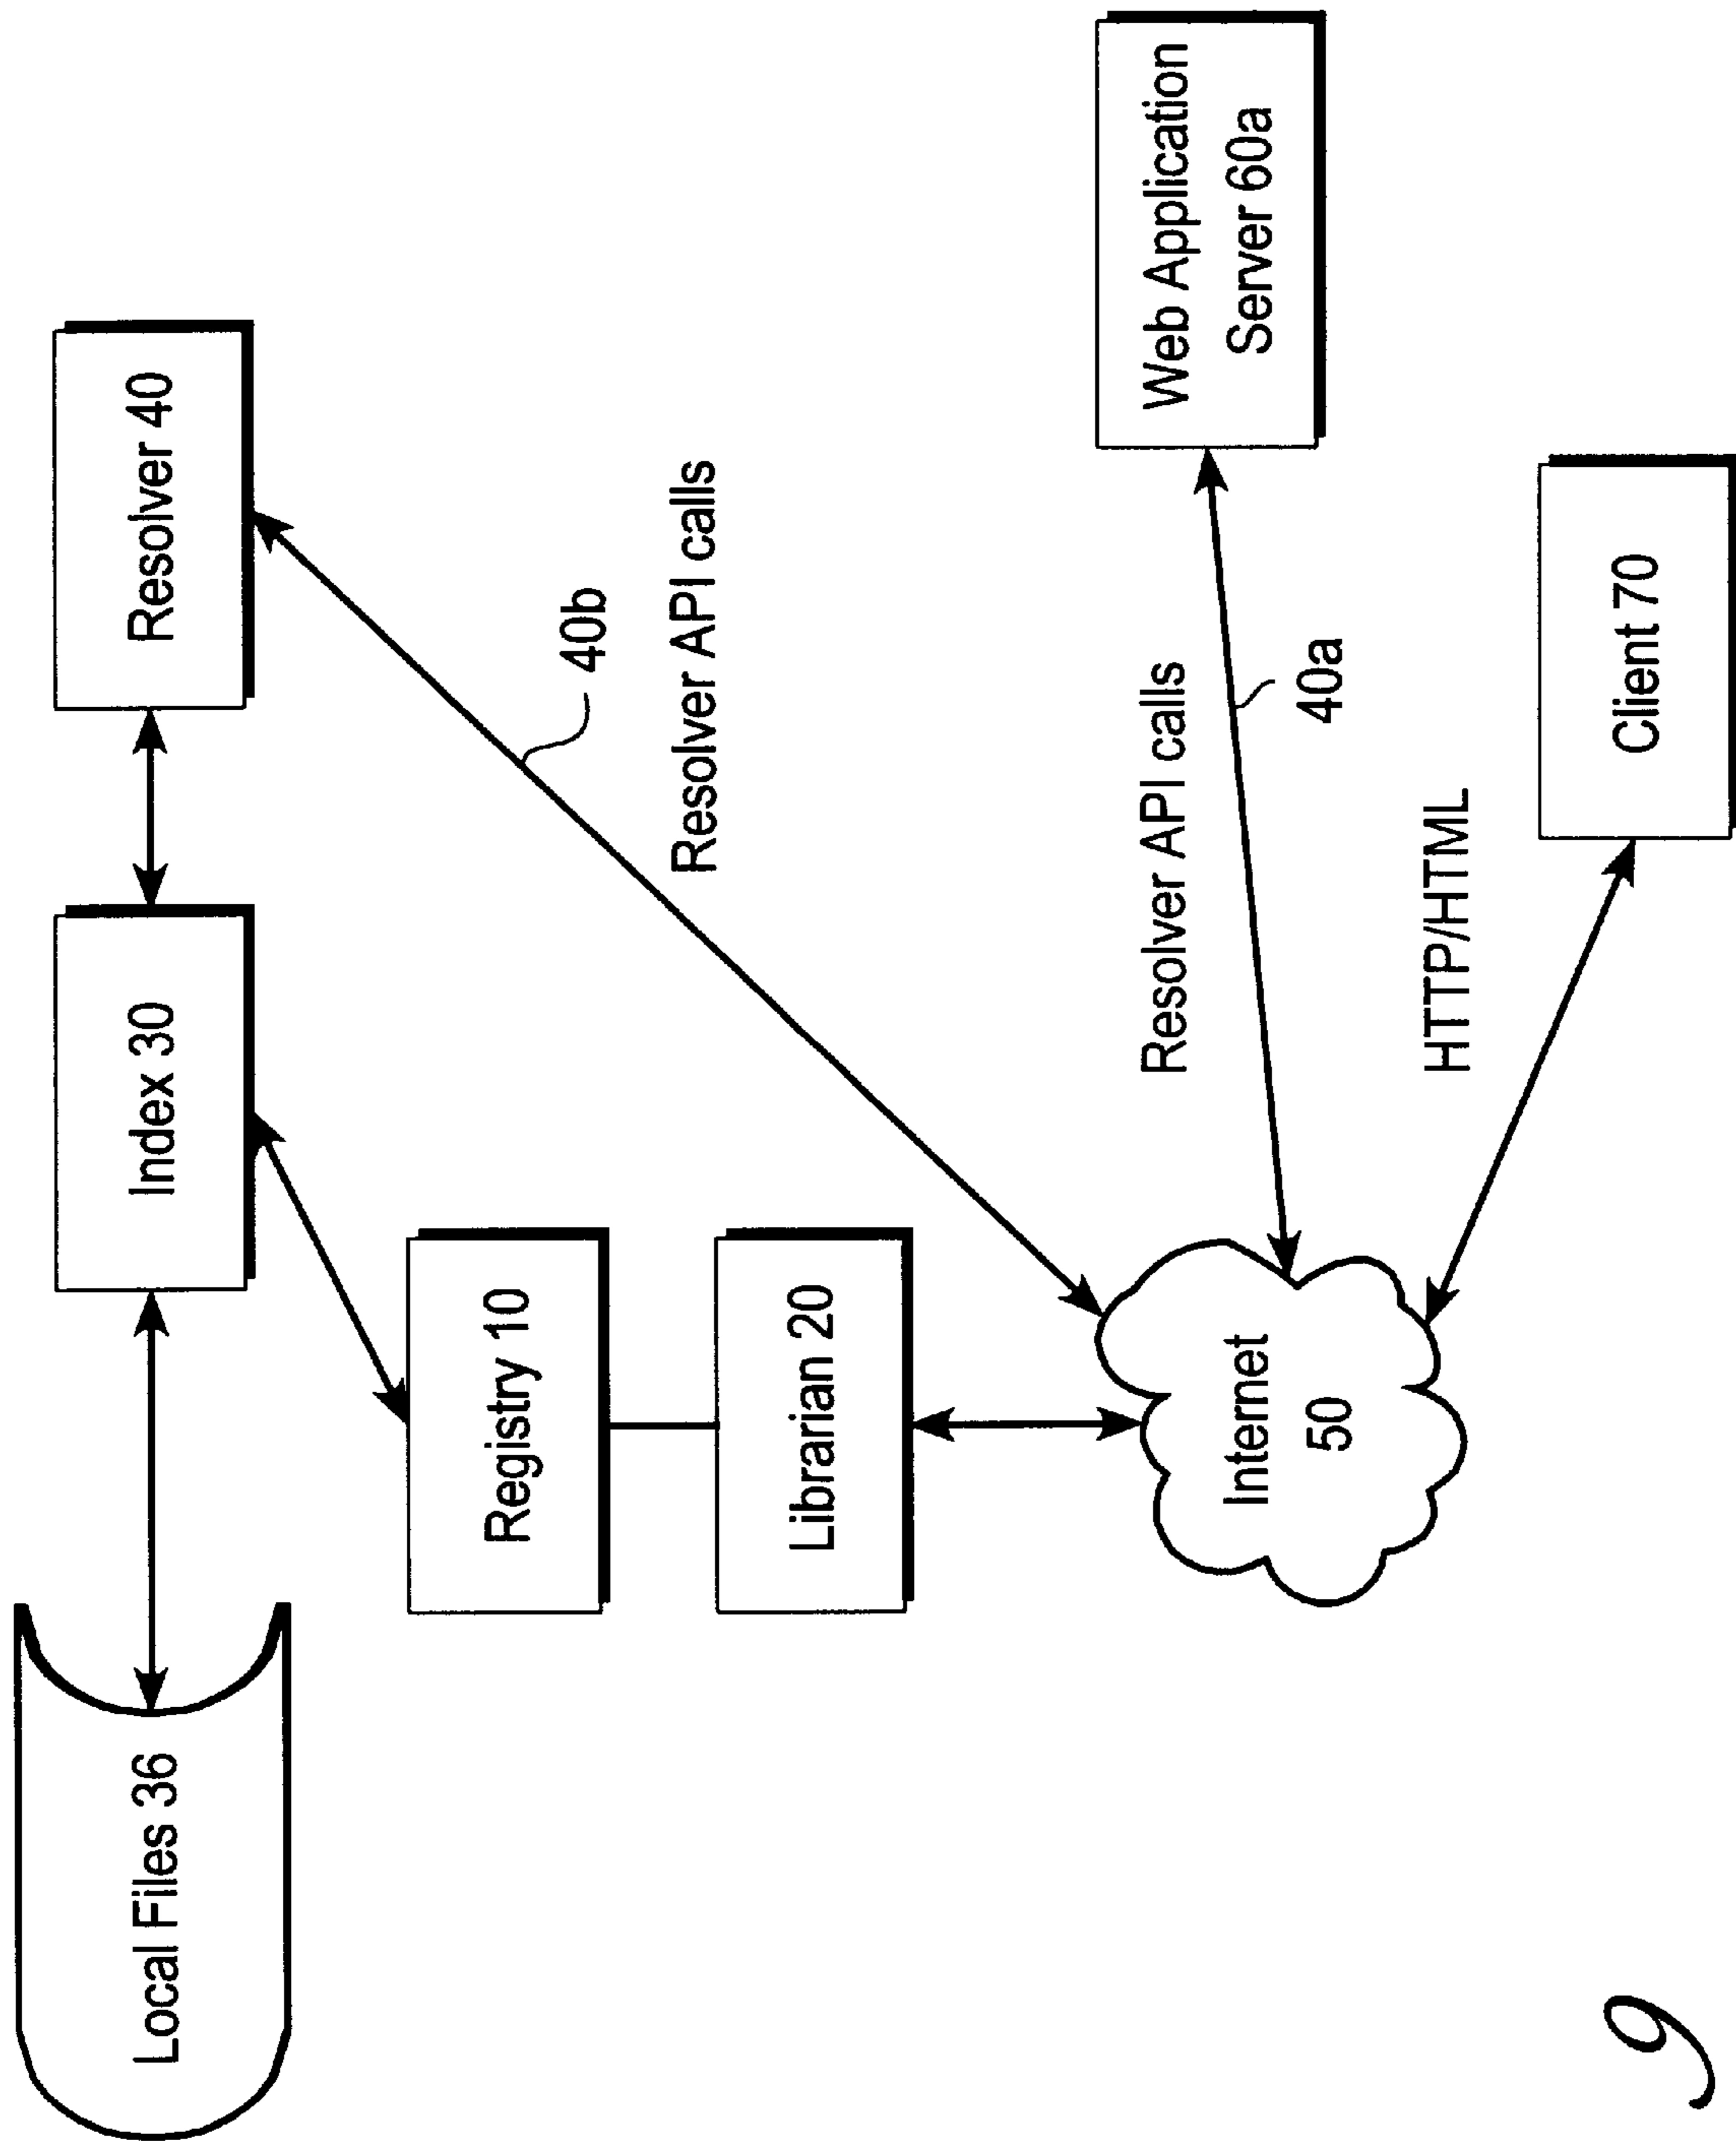 Local Files 36
Index 30
Resolver 40
Registry 10
40b
Resolver API calls
Librarian 20
Web Application
Server 60a
Resolver API calls
Internet
50
40a
HTTP/HTML
Client 70
9